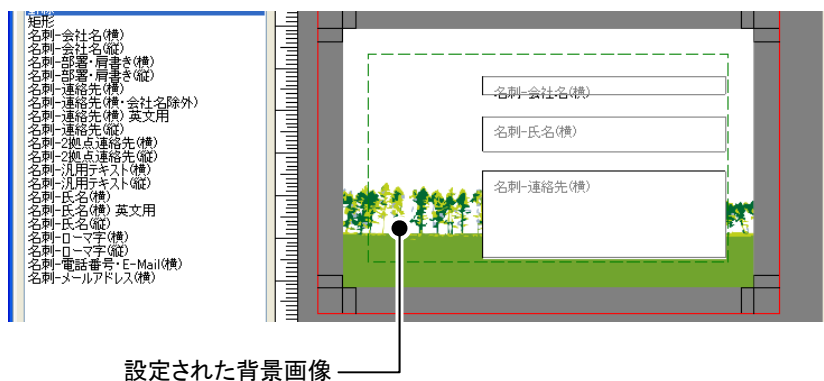 矩形
名刺-会社名(横)
名刺-会社名(縦)
名刺-部署・肩書き(横)
名刺-部署・肩書き(縦)
名刺-連絡先(横)
名刺-連絡先(横・会社名除外)
名刺-連絡先(横) 英文用
名刺-連絡先(縦)
名刺-2拠点連絡先(横)
名刺-2拠点連絡先(縦)
名刺-汎用テキスト(横)
名刺-汎用テキスト(縦)
名刺-氏名(横)
名刺-氏名(横) 英文用
名刺-氏名(縦)
名刺-ローマ字(横)
名刺-ローマ字(縦)
名刺-電話番号・E-Mail(横)
名刺-メールアドレス(横)
名刺-会社名(横)
名刺-氏名(横)
名刺-連絡先(横)
設定された背景画像